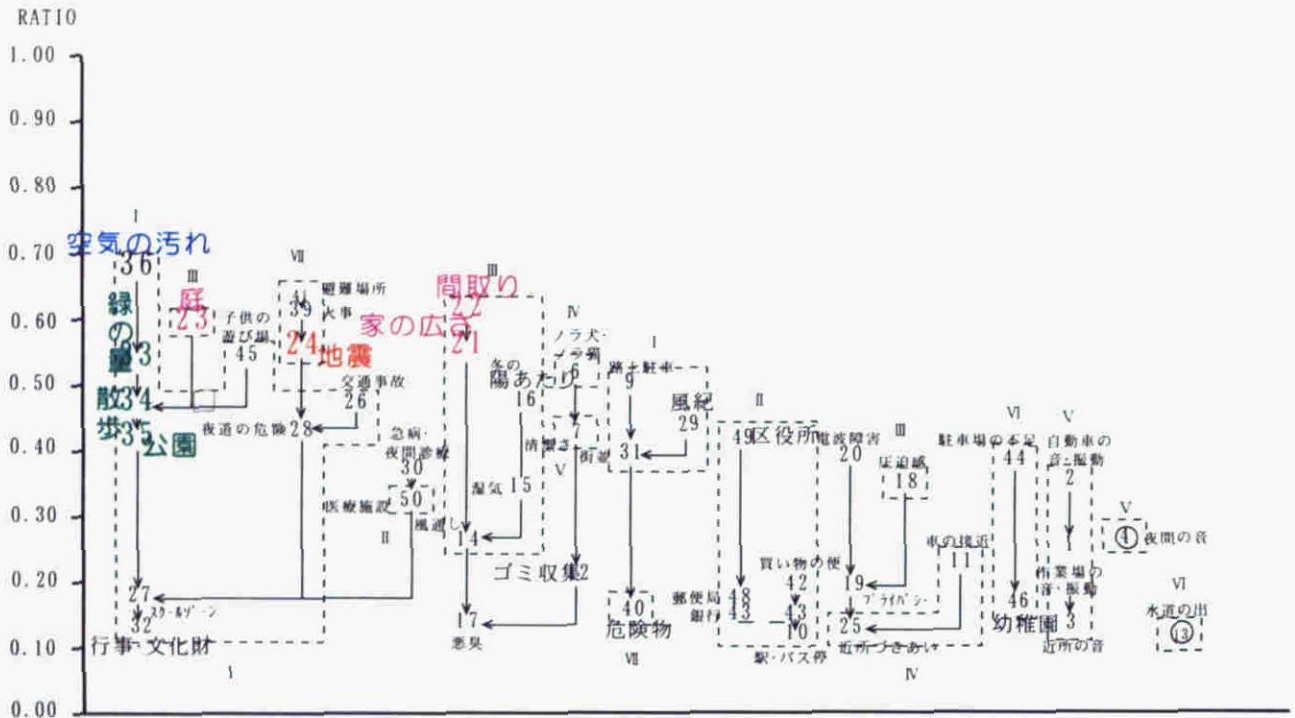 RATIO
1.00
0.90
0.80
0.70
0.60
0.50
0.40
0.30
0.20
0.10
0.00
I
空気の汚れ
36
緑の量
33
散歩
34
35
公園
27
スクールゾーン
32
行事・文化財
I
III
庭
23
子供の
遊び場
45
VII
41
避難場所
39
火事
24
地震
交通事故
26
夜道の危険
28
急病・
夜間診療
30
50
医療施設
II
III
間取り
22
家の広さ
21
冬の
陽あたり
16
湿気
15
風通し
14
17
悪臭
IV
ノラ犬・
ノラ猫
6
7
清潔さ
V
ゴミ収集
2
I
路上駐車
9
風紀
29
街並
31
40
危険物
VII
II
49
区役所
買い物の便
42
郵便局
48
銀行
43
43
10
駅・バス停
電波障害
20
III
圧迫感
18
19
プライバシー
車の接近
11
25
近所づきあい
IV
VI
駐車場の不足
44
46
幼稚園
V
自動車の
音・振動
2
1
作業場の
音・振動
3
近所の音
V
4
夜間の音
VI
水道の出
13